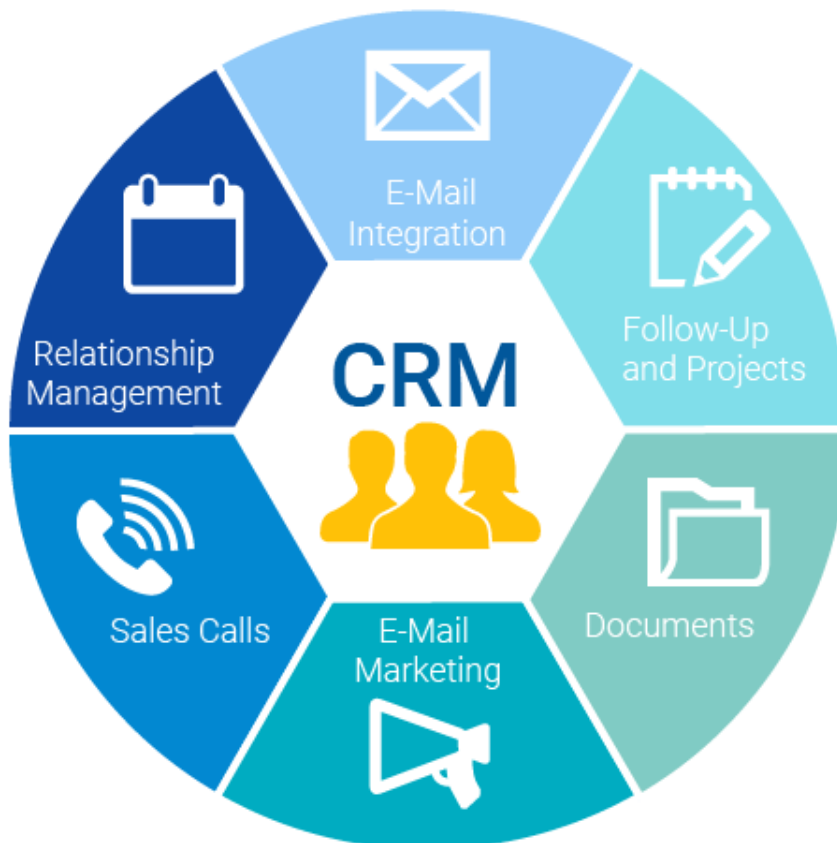 E-Mail
Integration
Follow-Up
and Projects
Documents
E-Mail
Marketing
Sales Calls
Relationship
Management
CRM